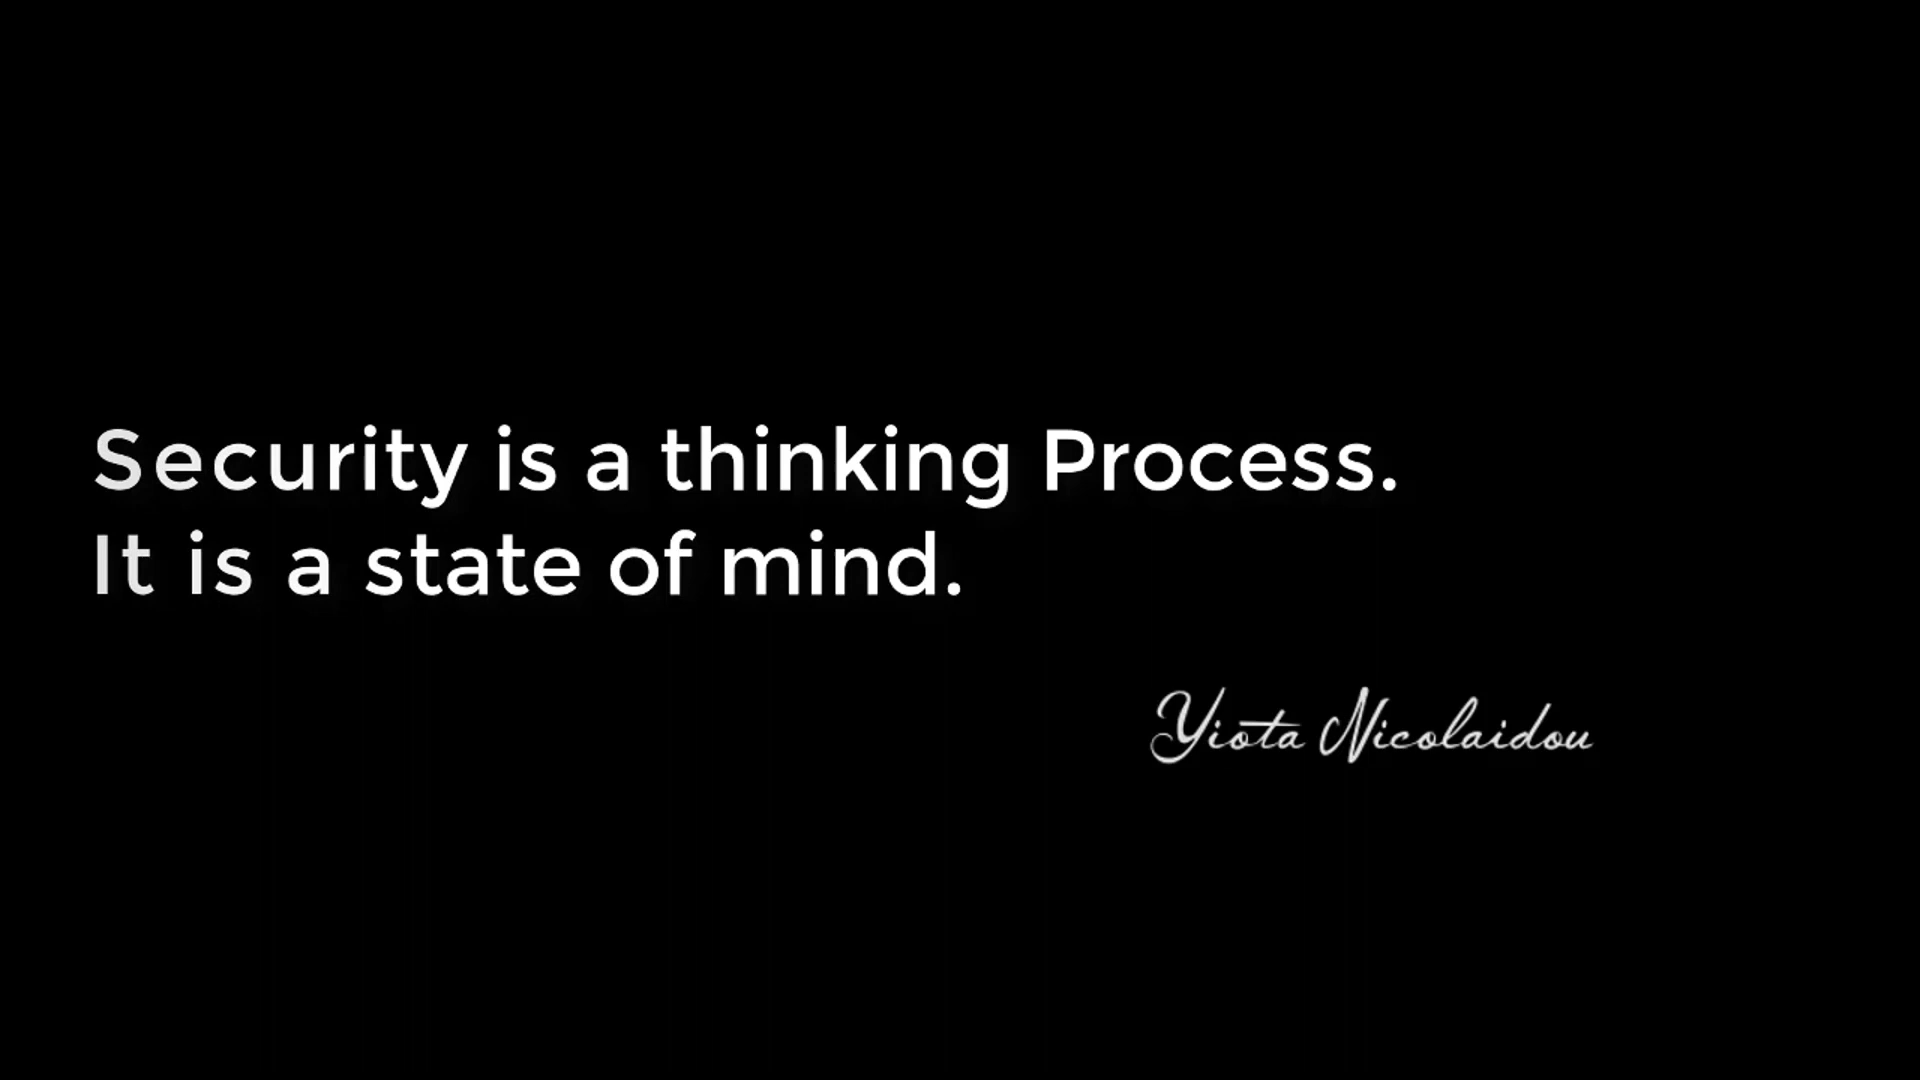 Security is a thinking Process.
It is a state of mind.
Yiota Nicolaidou